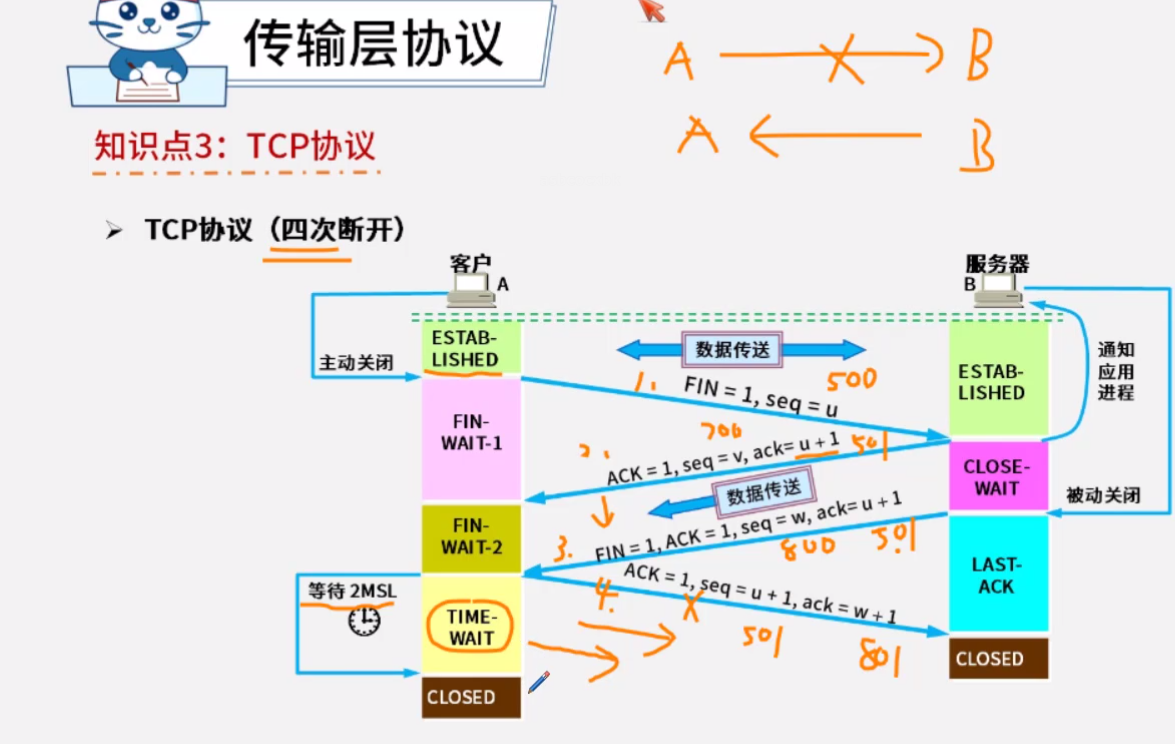 传输层协议
A B
A B
知识点3：TCP协议
➢ TCP协议（四次断开）
客户
A
服务器
B
主动关闭
ESTAB-
LISHED
数据传送
ESTAB-
LISHED
通知
应用
进程
1. FIN = 1, seq = u
500
FIN-
WAIT-1
2. ACK = 1, seq = v, ack= u + 1
700
501
CLOSE-
WAIT
被动关闭
数据传送
FIN-
WAIT-2
3. FIN = 1, ACK = 1, seq = w, ack= u + 1
800 501
LAST-
ACK
等待 2MSL
TIME-
WAIT
4. ACK = 1, seq = u + 1, ack = w + 1
501 801
CLOSED
CLOSED